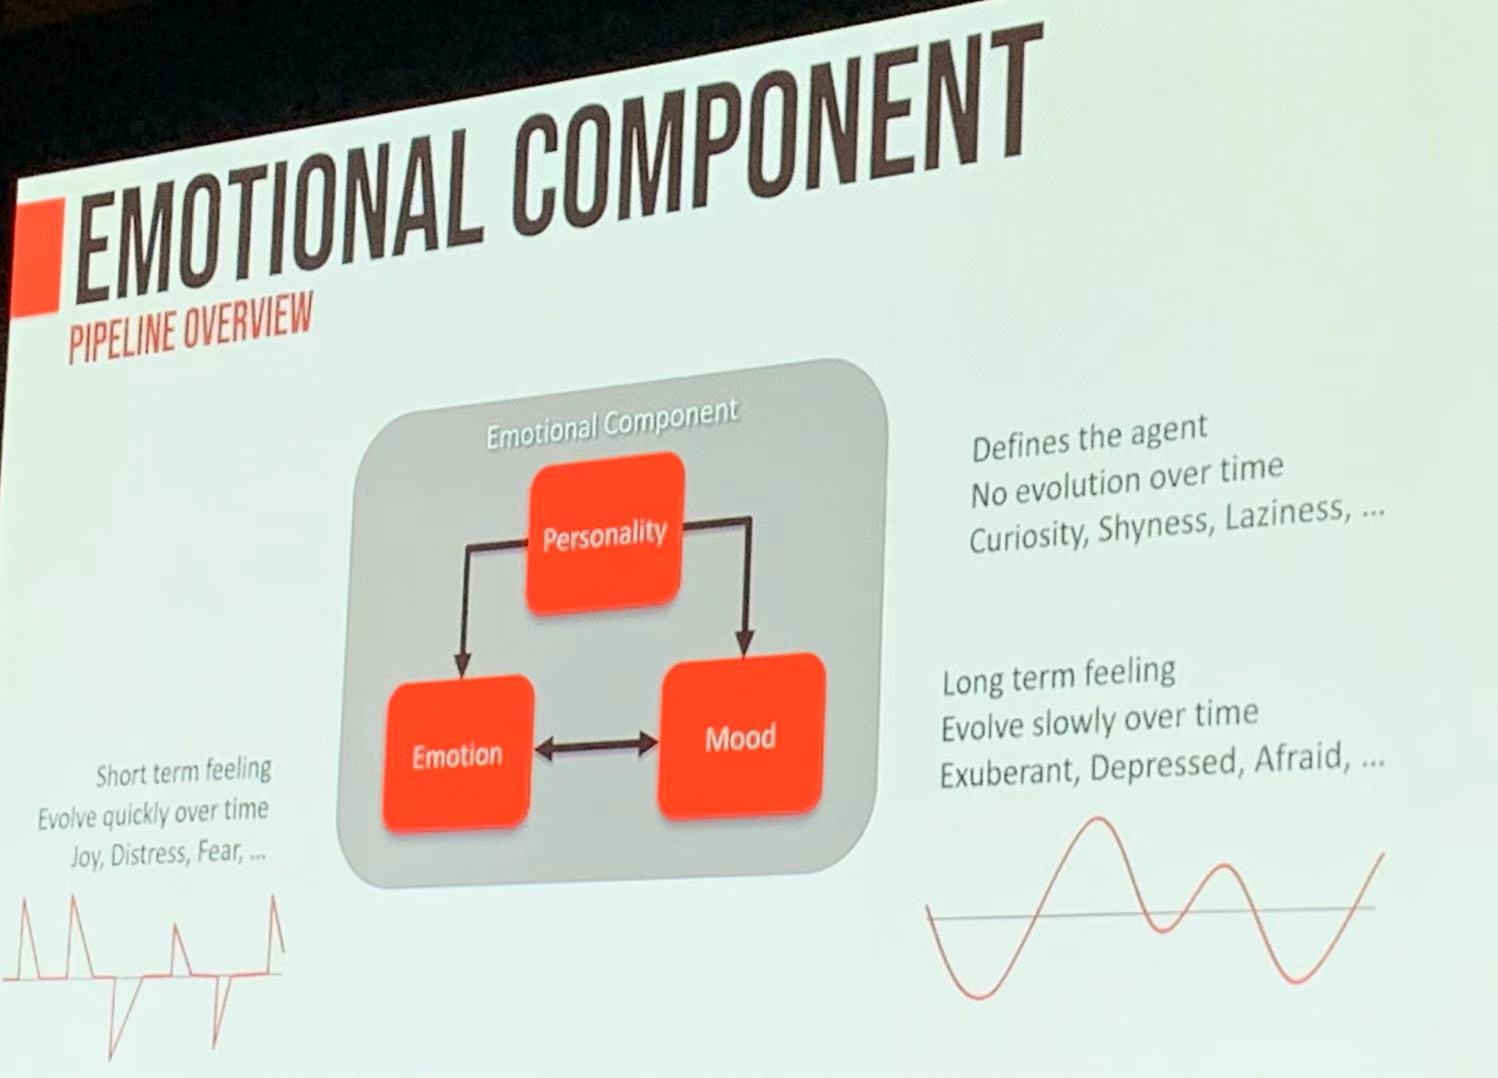 EMOTIONAL COMPONENT
PIPELINE OVERVIEW
Emotional Component
Personality
Emotion
Mood
Defines the agent
No evolution over time
Curiosity, Shyness, Laziness, ...
Long term feeling
Evolve slowly over time
Exuberant, Depressed, Afraid, ...
Short term feeling
Evolve quickly over time
Joy, Distress, Fear, ...